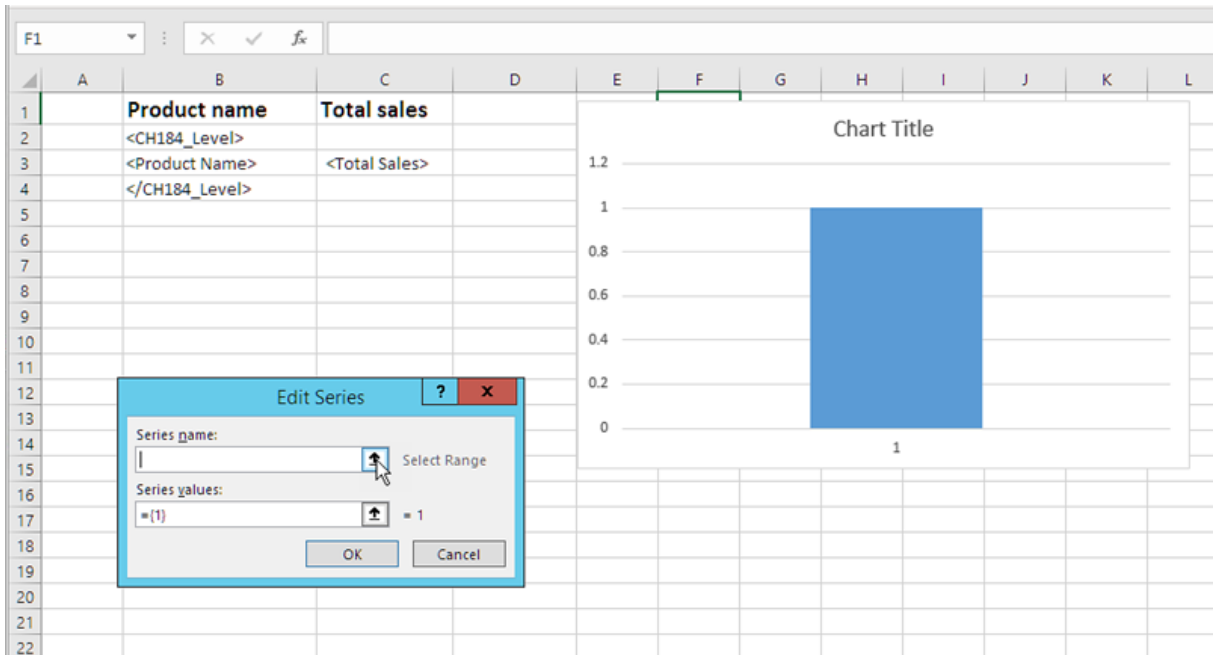 F1 fx
A B C D E F G H I J K L
1 Product name Total sales
2 <CH184_Level>
3 <Product Name> <Total Sales>
4 </CH184_Level>
5
6
7
8
9
10
11
12
13
14
15
16
17
18
19
20
21
22
Chart Title
1.2
1
0.8
0.6
0.4
0.2
0
1
Edit Series ? x
Series name:
Select Range
Series values:
={1} = 1
OK Cancel